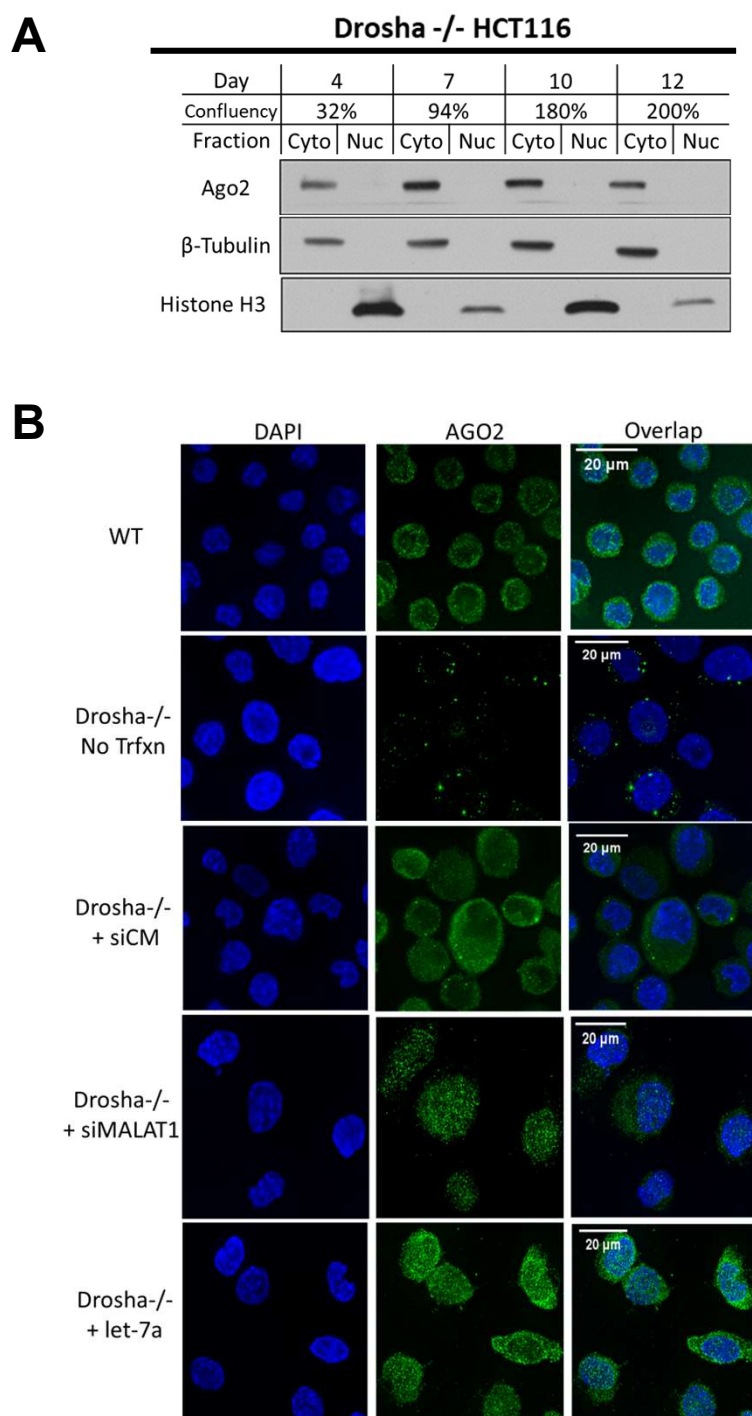 A
Drosha -/- HCT116
Day 4 7 10 12
Confluency 32% 94% 180% 200%
Fraction Cyto Nuc Cyto Nuc Cyto Nuc Cyto Nuc
Ago2
β-Tubulin
Histone H3
B
DAPI AGO2 Overlap
20 µm
WT
20 µm
Drosha-/-
No Trfxn
20 µm
Drosha-/-
+ siCM
20 µm
Drosha-/-
+ siMALAT1
20 µm
Drosha-/-
+ let-7a